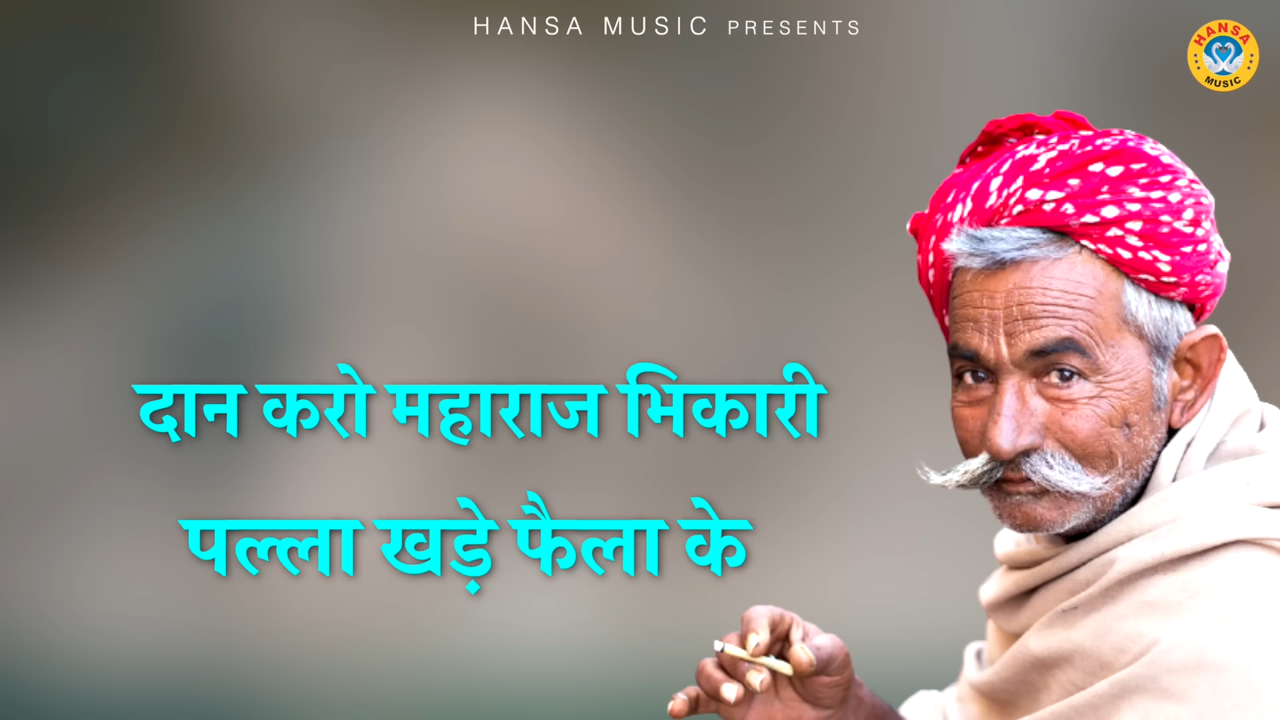 HANSA MUSIC PRESENTS
HANSA
MUSIC
दान करो महाराज भिकारी
पल्ला खड़े फैला के